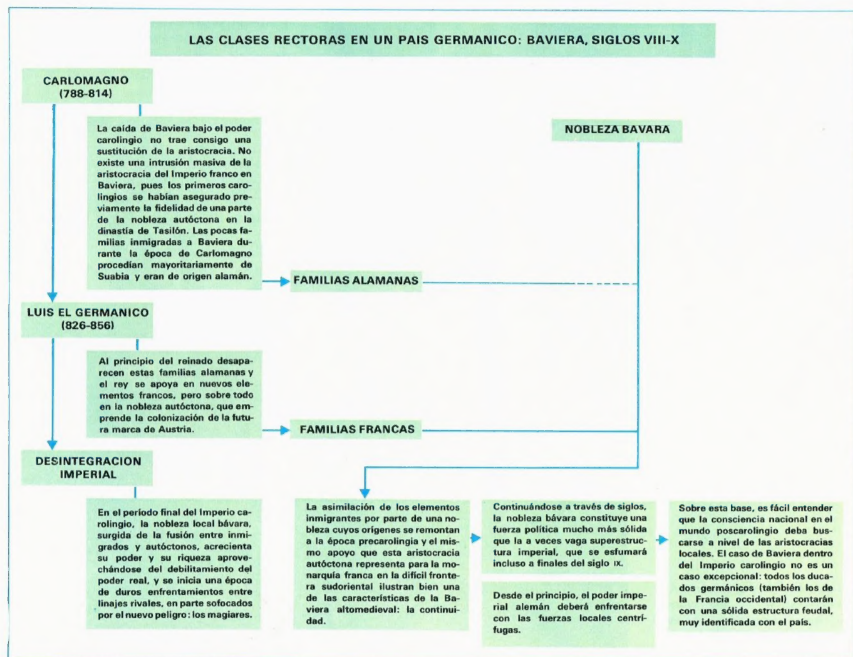 LAS CLASES RECTORAS EN UN PAIS GERMANICO: BAVIERA, SIGLOS VIII-X
CARLOMAGNO
(788-814)
La caída de Baviera bajo el poder
carolingio no trae consigo una
sustitución de la aristocracia. No
existe una intrusión masiva de la
aristocracia del Imperio franco en
Baviera, pues los primeros caro-
lingios se habían asegurado pre-
viamente la fidelidad de una parte
de la nobleza autóctona en la
dinastía de Tasilón. Las pocas fa-
milias inmigradas a Baviera du-
rante la época de Carlomagno
procedían mayoritariamente de
Suabia y eran de origen alamán.
NOBLEZA BAVARA
FAMILIAS ALAMANAS
LUIS EL GERMANICO
(826-856)
Al principio del reinado desapa-
recen estas familias alamanas y
el rey se apoya en nuevos ele-
mentos francos, pero sobre todo
en la nobleza autóctona, que em-
prende la colonización de la futu-
ra marca de Austria.
FAMILIAS FRANCAS
DESINTEGRACION
IMPERIAL
En el período final del Imperio ca-
rolingio, la nobleza local bávara,
surgida de la fusión entre inmi-
grados y autóctonos, acrecienta
su poder y su riqueza aprove-
chándose del debilitamiento del
poder real, y se inicia una época
de duros enfrentamientos entre
linajes rivales, en parte sofocados
por el nuevo peligro: los magiares.
La asimilación de los elementos
inmigrantes por parte de una no-
bleza cuyos orígenes se remontan
a la época precarolingia y el mis-
mo apoyo que esta aristocracia
autóctona representa para la mo-
narquía franca en la difícil fronte-
ra sudoriental ilustran bien una
de las características de la Ba-
viera altomedieval: la continui-
dad.
Continuándose a través de siglos,
la nobleza bávara constituye una
fuerza política mucho más sólida
que la a veces vaga superestruc-
tura imperial, que se esfumará
incluso a finales del siglo IX.
Desde el principio, el poder impe-
rial alemán deberá enfrentarse
con las fuerzas locales centrí-
fugas.
Sobre esta base, es fácil entender
que la consciencia nacional en el
mundo poscarolingio deba bus-
carse a nivel de las aristocracias
locales. El caso de Baviera dentro
del Imperio carolingio no es un
caso excepcional: todos los duca-
dos germánicos (también los de
la Francia occidental) contarán
con una sólida estructura feudal,
muy identificada con el país.